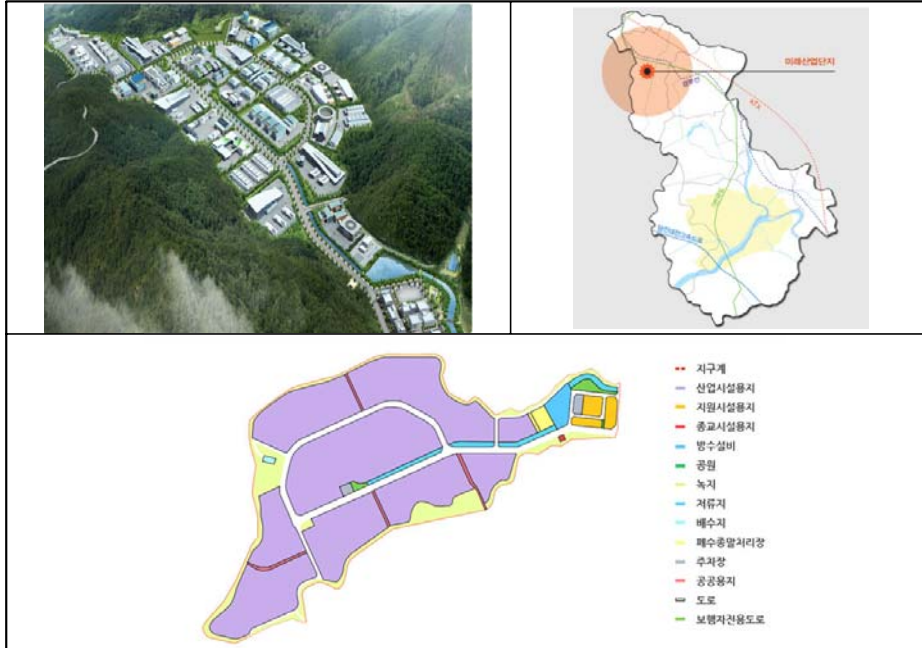 미래산업단지
KTX
지구계
산업시설용지
지원시설용지
종교시설용지
방수설비
공원
녹지
저류지
배수지
폐수종말처리장
주차장
공공용지
도로
보행자전용도로